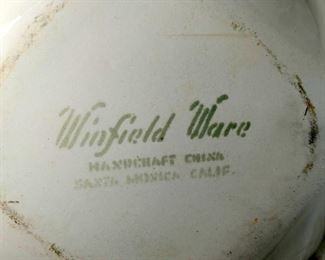 Winfield Ware
HANDCRAFT CHINA
SANTA MONICA CALIF.